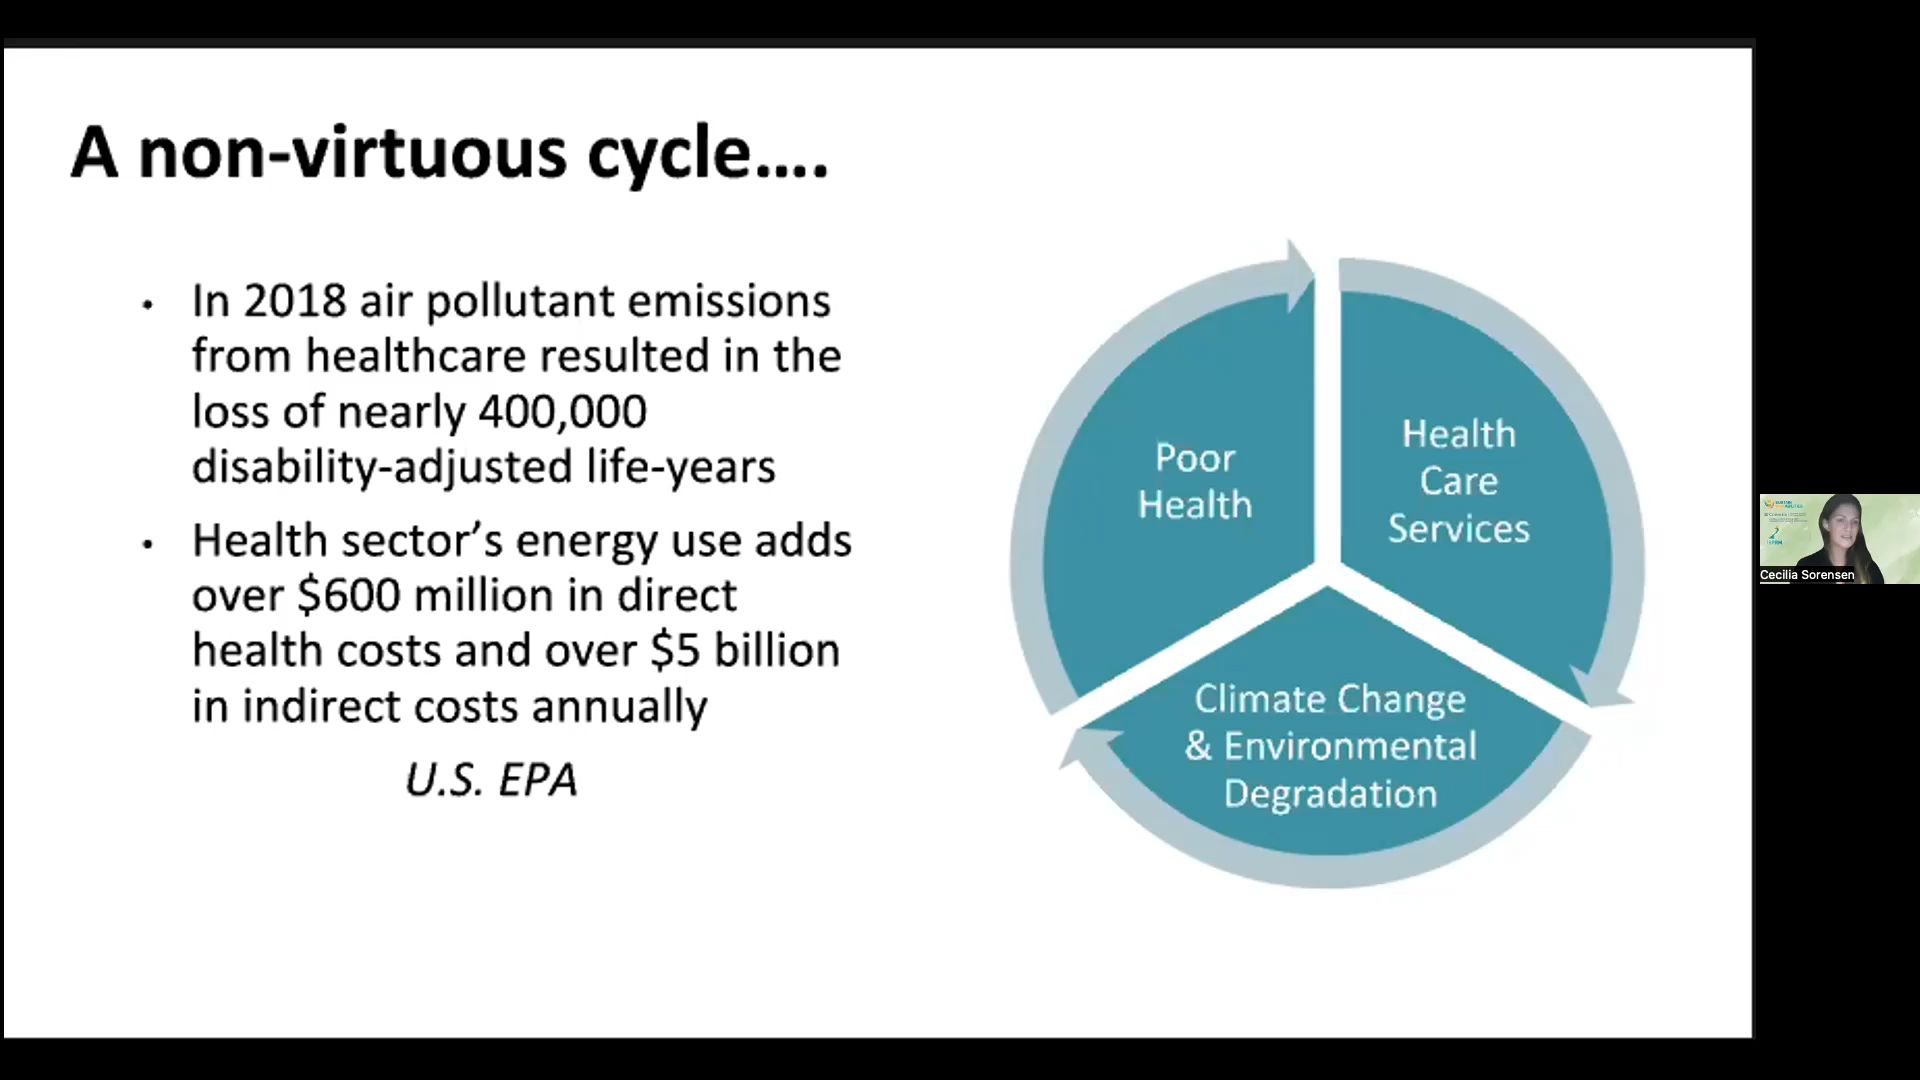 A non-virtuous cycle....
• In 2018 air pollutant emissions
from healthcare resulted in the
loss of nearly 400,000
disability-adjusted life-years
• Health sector’s energy use adds
over $600 million in direct
health costs and over $5 billion
in indirect costs annually
U.S. EPA
Poor
Health
Health
Care
Services
Climate Change
& Environmental
Degradation
Cecilia Sorensen